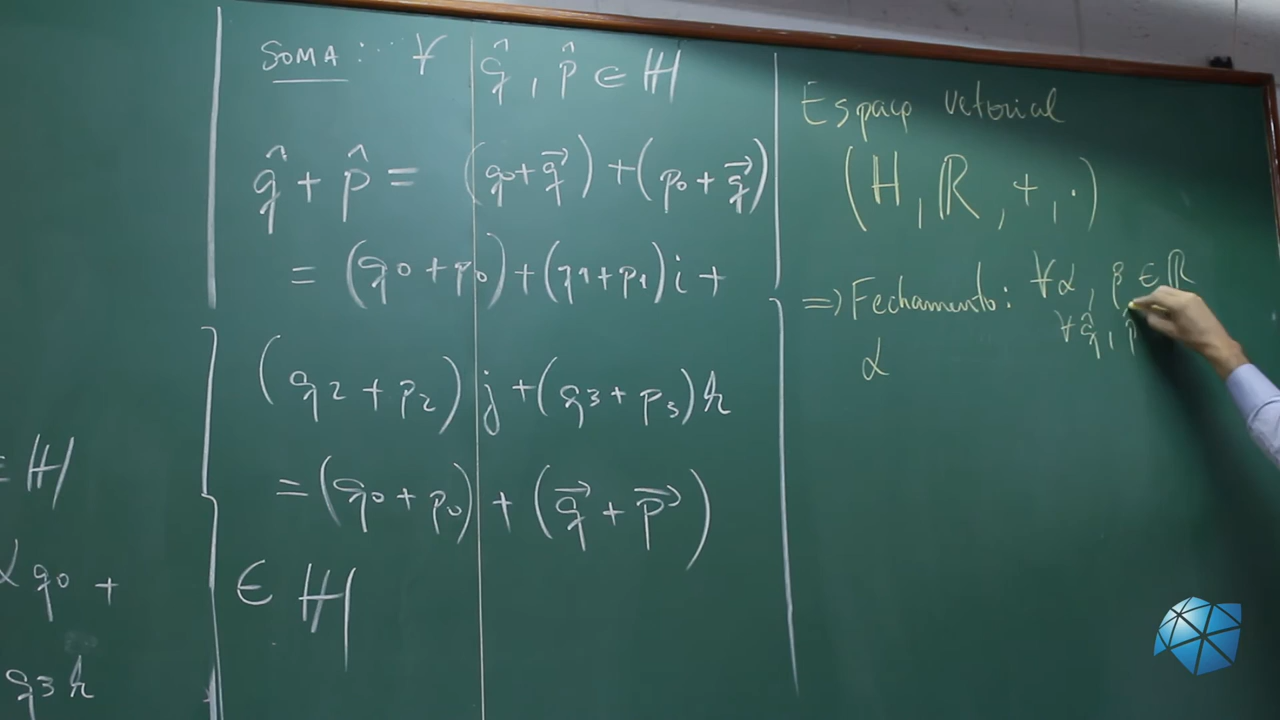 ∈ ℍ
α q0 +
q3 k
SOMA : ∀ q̂ , p̂ ∈ ℍ
q̂ + p̂ = (q0 + q⃗) + (p0 + q⃗)
= (q0 + p0) + (q1 + p1) i +
(q2 + p2) j + (q3 + p3) k
= (q0 + p0) + (q⃗ + p⃗)
∈ ℍ
Espaço vetorial
(H , ℝ , + , ·)
⇒ Fechamento : ∀ α , β ∈ ℝ
∀ q̂ , p̂
α